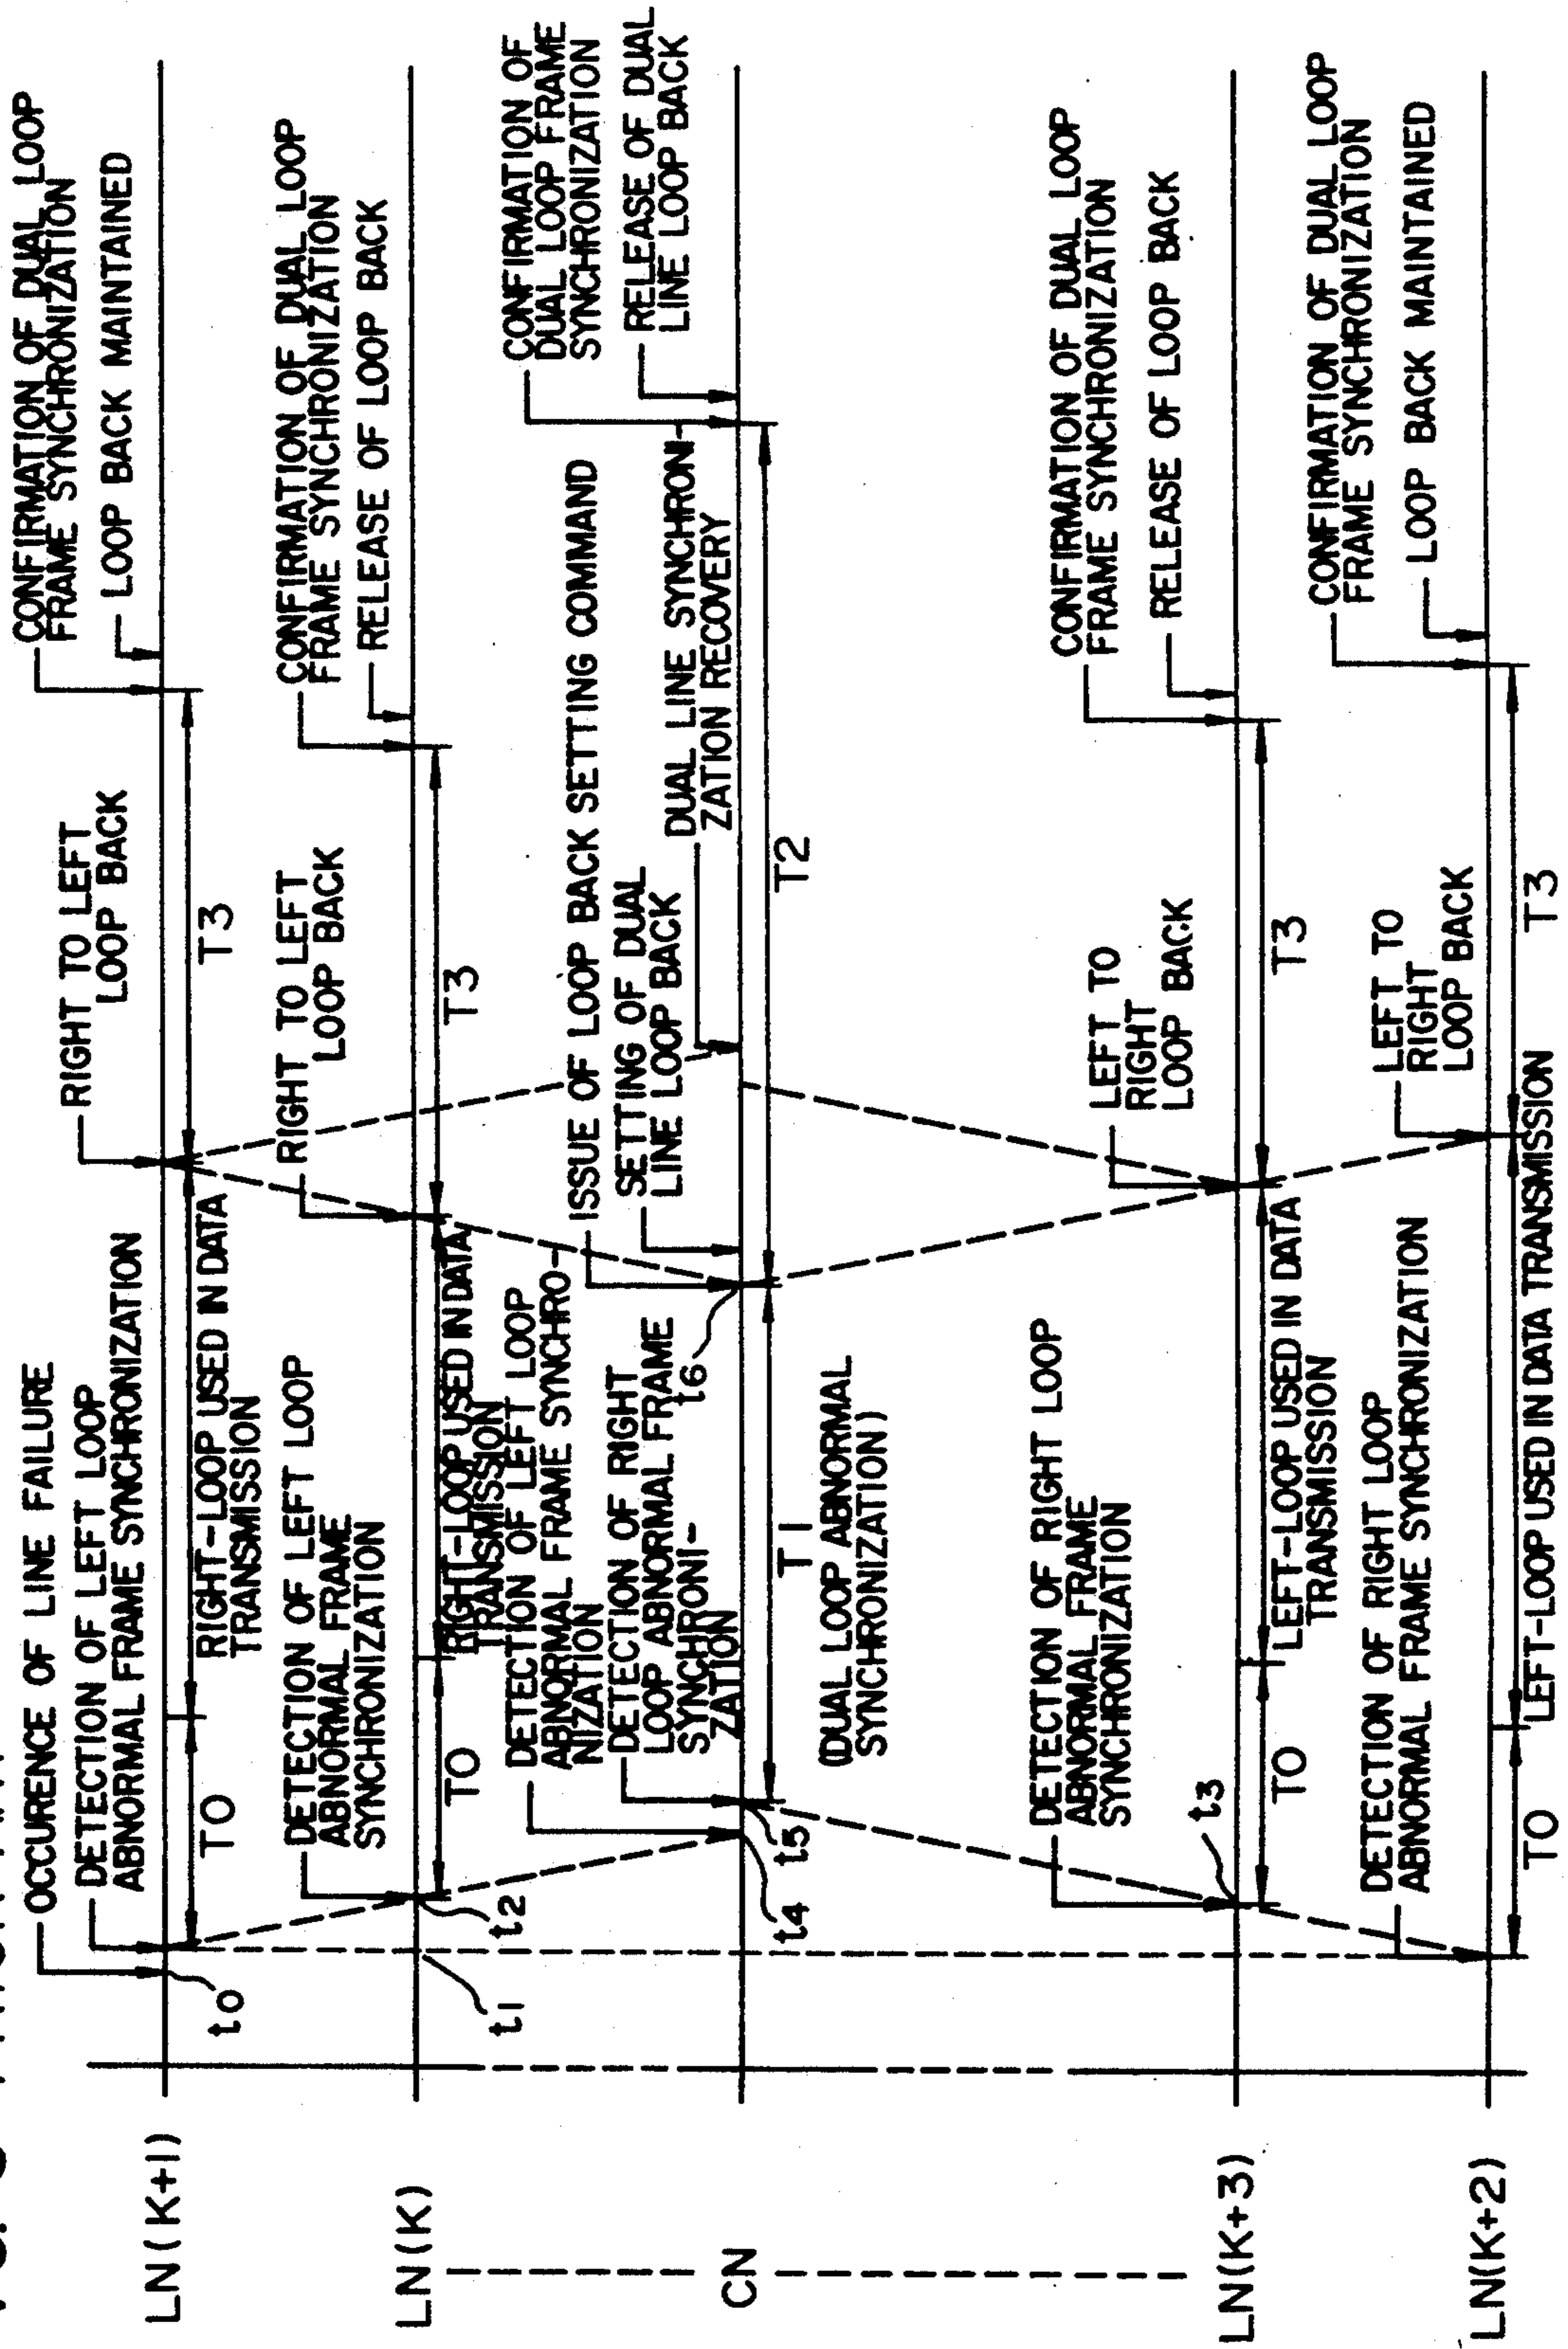 LN(K+1)
OCCURENCE OF LINE FAILURE
DETECTION OF LEFT LOOP
ABNORMAL FRAME SYNCHRONIZATION
t0
T0
RIGHT-LOOP USED IN DATA
TRANSMISSION
RIGHT TO LEFT
LOOP BACK
T3
CONFIRMATION OF DUAL LOOP
FRAME SYNCHRONIZATION
LOOP BACK MAINTAINED
LN(K)
DETECTION OF LEFT LOOP
ABNORMAL FRAME
SYNCHRONIZATION
t1
t2
T0
RIGHT-LOOP USED IN DATA
TRANSMISSION
RIGHT TO LEFT
LOOP BACK
T3
CONFIRMATION OF DUAL LOOP
FRAME SYNCHRONIZATION
RELEASE OF LOOP BACK
CN
DETECTION OF LEFT LOOP
ABNORMAL FRAME SYNCHRO-
NIZATION
DETECTION OF RIGHT
LOOP ABNORMAL FRAME
SYNCHRONI-
ZATION
t4
t5
t6
T1
(DUAL LOOP ABNORMAL
SYNCHRONIZATION)
ISSUE OF LOOP BACK SETTING COMMAND
SETTING OF DUAL
LINE LOOP BACK
DUAL LINE SYNCHRONI-
ZATION RECOVERY
T2
CONFIRMATION OF
DUAL LOOP FRAME
SYNCHRONIZATION
RELEASE OF DUAL
LINE LOOP BACK
LN(K+3)
DETECTION OF RIGHT LOOP
ABNORMAL FRAME
SYNCHRONIZATION
t3
T0
LEFT-LOOP USED IN DATA
TRANSMISSION
LEFT TO
RIGHT
LOOP BACK
T3
CONFIRMATION OF DUAL LOOP
FRAME SYNCHRONIZATION
RELEASE OF LOOP BACK
LN(K+2)
DETECTION OF RIGHT LOOP
ABNORMAL FRAME SYNCHRONIZATION
T0
LEFT-LOOP USED IN DATA TRANSMISSION
LEFT TO
RIGHT
LOOP BACK
T3
CONFIRMATION OF DUAL LOOP
FRAME SYNCHRONIZATION
LOOP BACK MAINTAINED